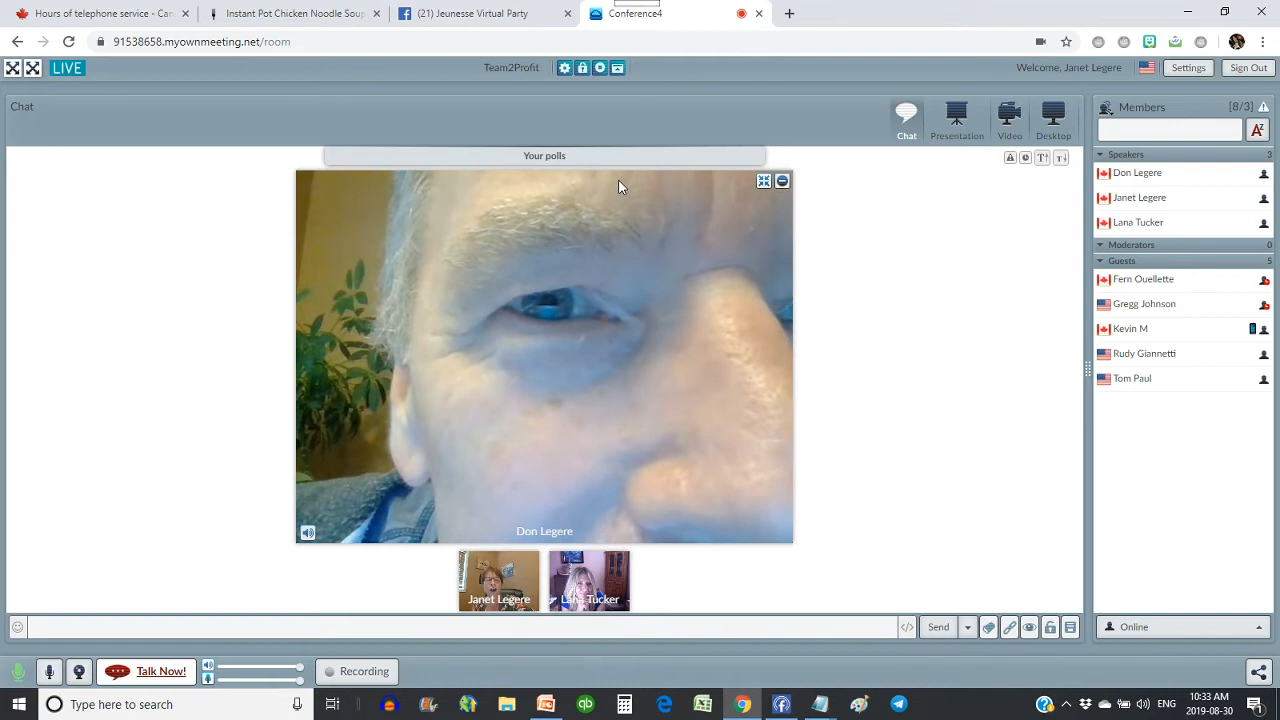 Hours of telephone service - Can
Instant Pot Chicken Noodle Soup
(21) Jeunesse Virtual Party
Conference4
91538658.myownmeeting.net/room
LIVE
Team2Profit
Welcome, Janet Legere
Settings
Sign Out
Chat
Chat
Presentation
Video
Desktop
Members
[8/3]
Your polls
Speakers 3
Don Legere
Janet Legere
Lana Tucker
Moderators 0
Guests 5
Fern Ouellette
Gregg Johnson
Kevin M
Rudy Giannetti
Tom Paul
Don Legere
Janet Legere
Lana Tucker
Send
Online
Talk Now!
Recording
Type here to search
ENG
10:33 AM
2019-08-30